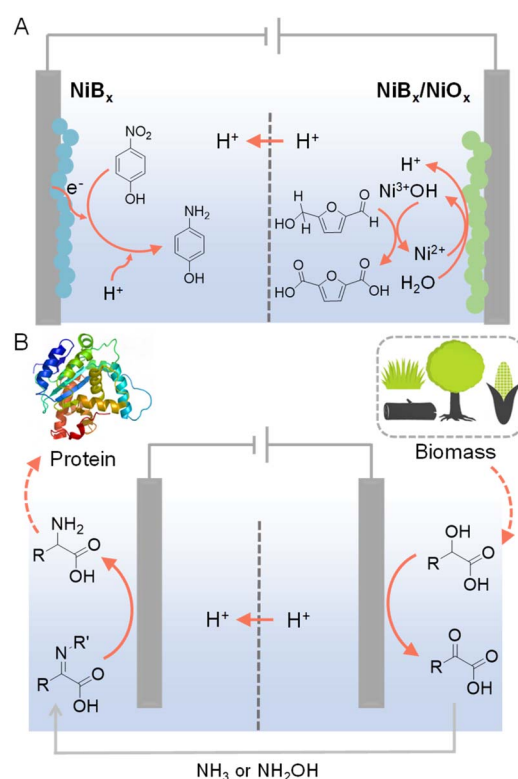 A
NiBₓ
NiBₓ/NiOₓ
NO₂
OH
e⁻
H⁺
NH₂
OH
H⁺ H⁺
H⁺
Ni³⁺OH
Ni²⁺
H₂O
H
HO
H
O
O
H
O
HO
O
O
OH
B
Protein
Biomass
NH₂
R
O
OH
N
R'
R
O
OH
H⁺ H⁺
OH
R
O
OH
O
R
O
OH
NH₃ or NH₂OH